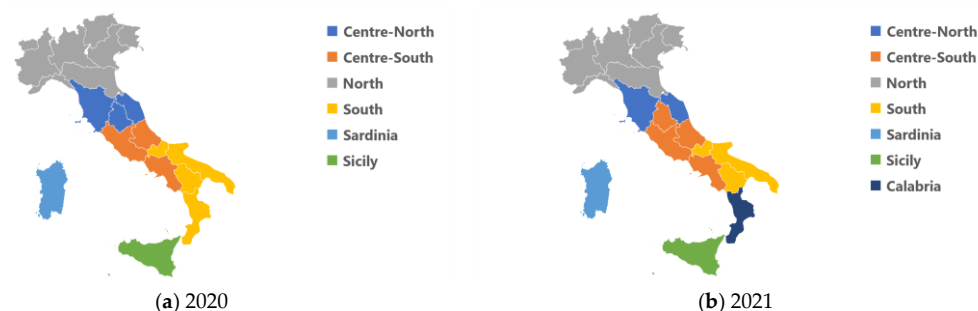 Centre-North
Centre-South
North
South
Sardinia
Sicily
(a) 2020
Centre-North
Centre-South
North
South
Sardinia
Sicily
Calabria
(b) 2021